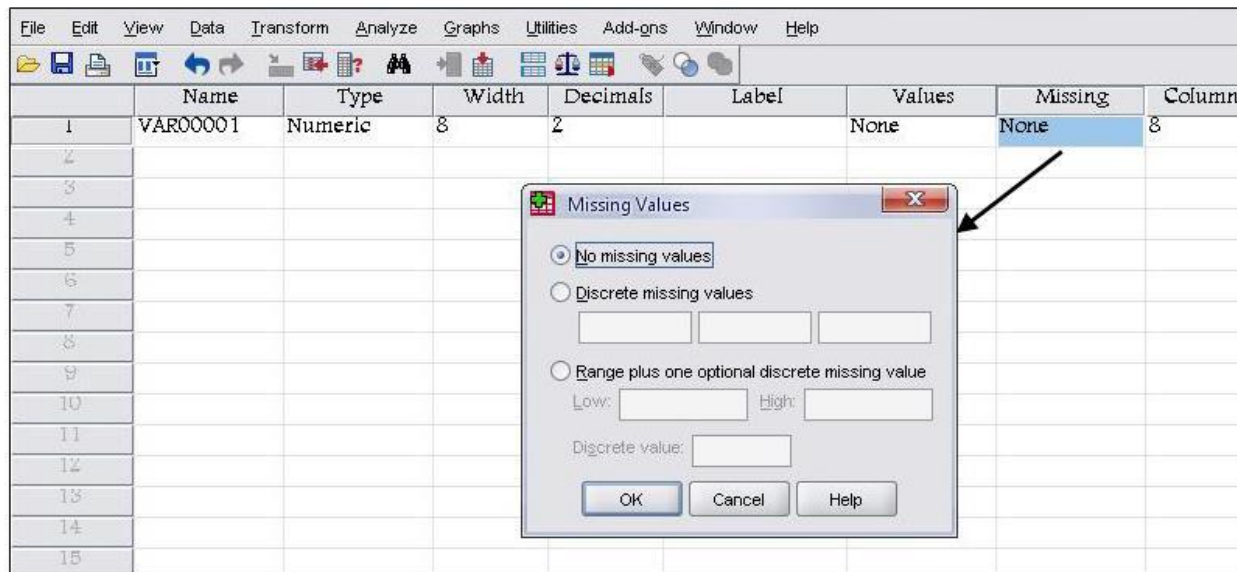 File Edit View Data Transform Analyze Graphs Utilities Add-ons Window Help
Name Type Width Decimals Label Values Missing Column
1 VAR00001 Numeric 8 2 None None 8
2
3
4
5
6
7
8
9
10
11
12
13
14
15
Missing Values
No missing values
Discrete missing values
Range plus one optional discrete missing value
Low: High:
Discrete value:
OK Cancel Help